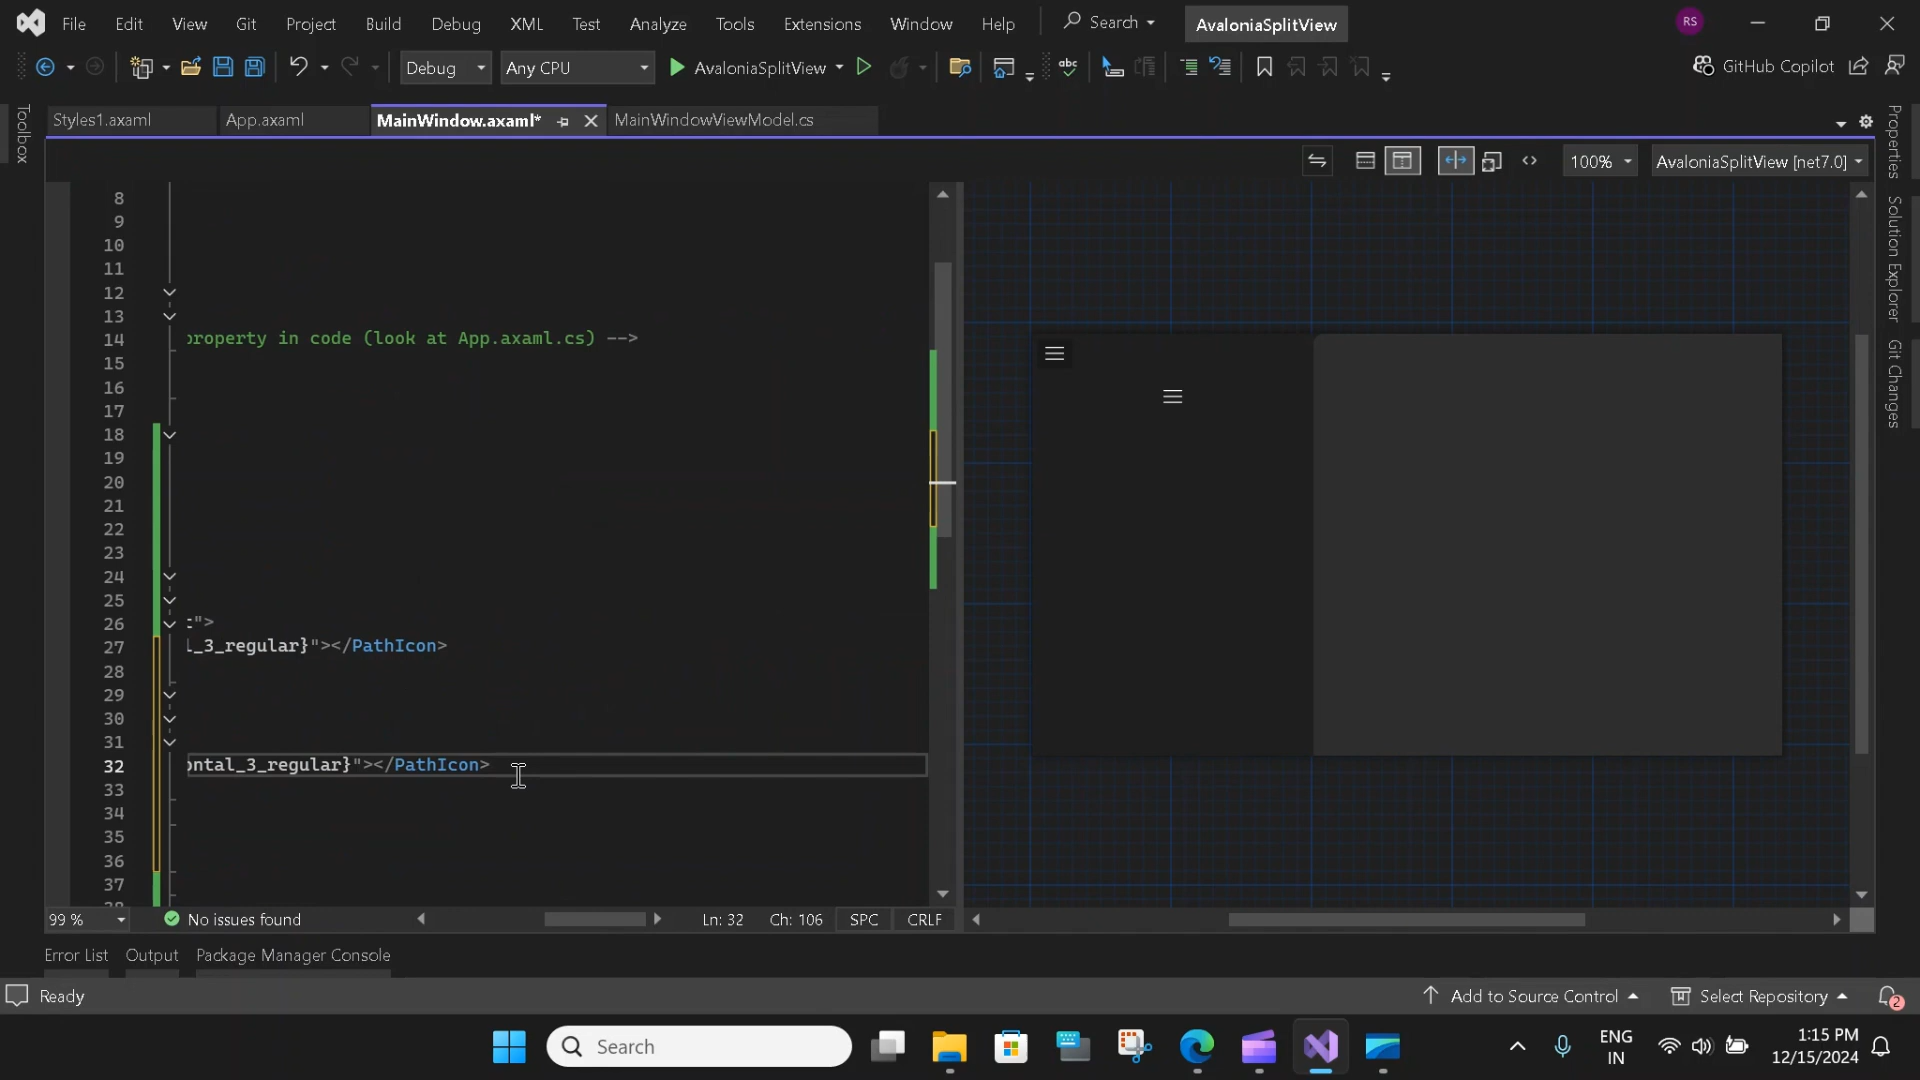 File Edit View Git Project Build Debug XML Test Analyze Tools Extensions Window Help Search AvaloniaSplitView RS
Debug Any CPU AvaloniaSplitView abc GitHub Copilot
Styles1.axaml App.axaml MainWindow.axaml* MainWindowViewModel.cs
Toolbox
100% AvaloniaSplitView [net7.0]
Properties
Solution Explorer
Git Changes
8
9
10
11
12
13
14 property in code (look at App.axaml.cs) -->
15
16
17
18
19
20
21
22
23
24
25
26 ">
27 l_3_regular}"></PathIcon>
28
29
30
31
32 ontal_3_regular}"></PathIcon>
33
34
35
36
37
99 % No issues found Ln: 32 Ch: 106 SPC CRLF
Error List Output Package Manager Console
Ready Add to Source Control Select Repository 2
Search ENG IN 1:15 PM 12/15/2024